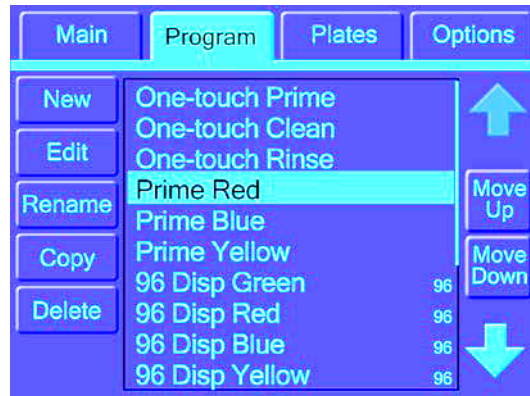 Main
Program
Plates
Options
New
Edit
Rename
Copy
Delete
One-touch Prime
One-touch Clean
One-touch Rinse
Prime Red
Prime Blue
Prime Yellow
96 Disp Green 96
96 Disp Red 96
96 Disp Blue 96
96 Disp Yellow 96
Move
Up
Move
Down